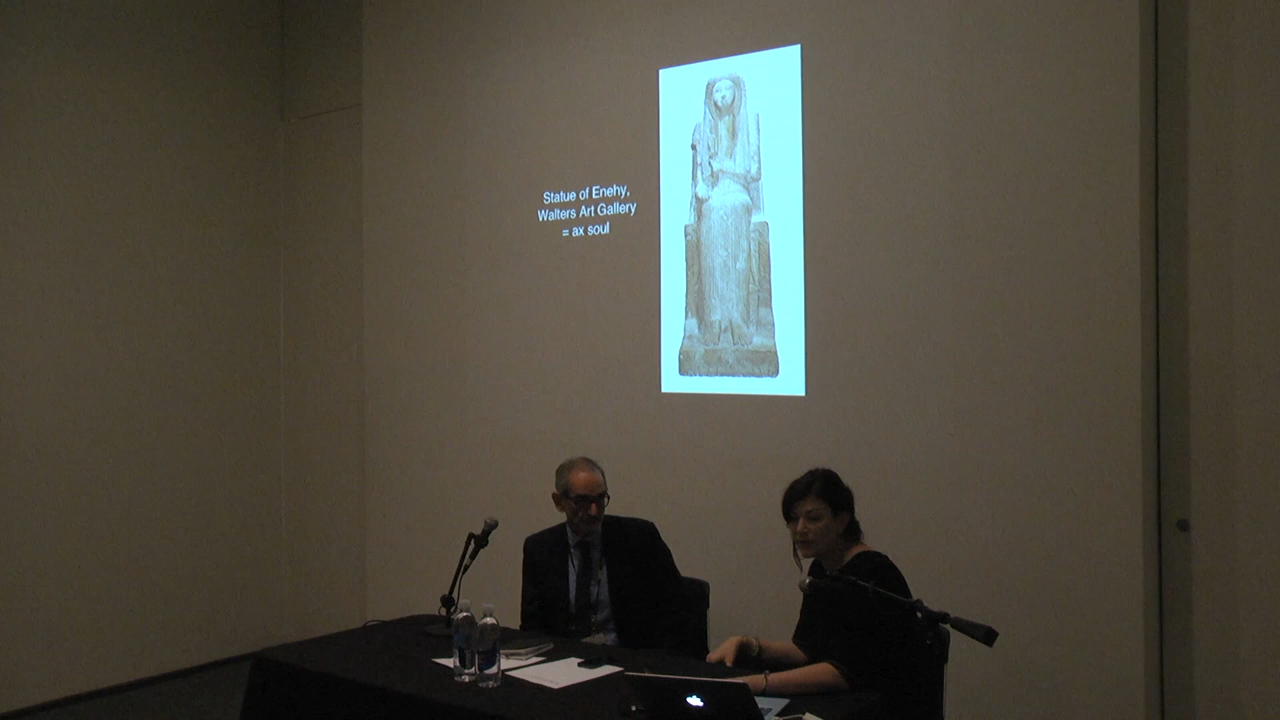 Statue of Enehy,
Walters Art Gallery
= ax soul